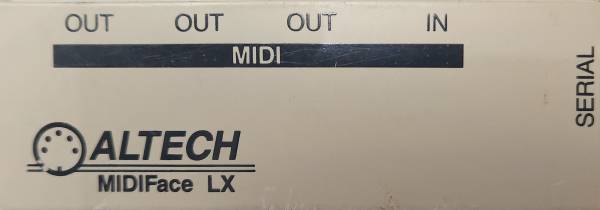 OUT OUT OUT IN
MIDI
SERIAL
ALTECH
MIDIFace LX